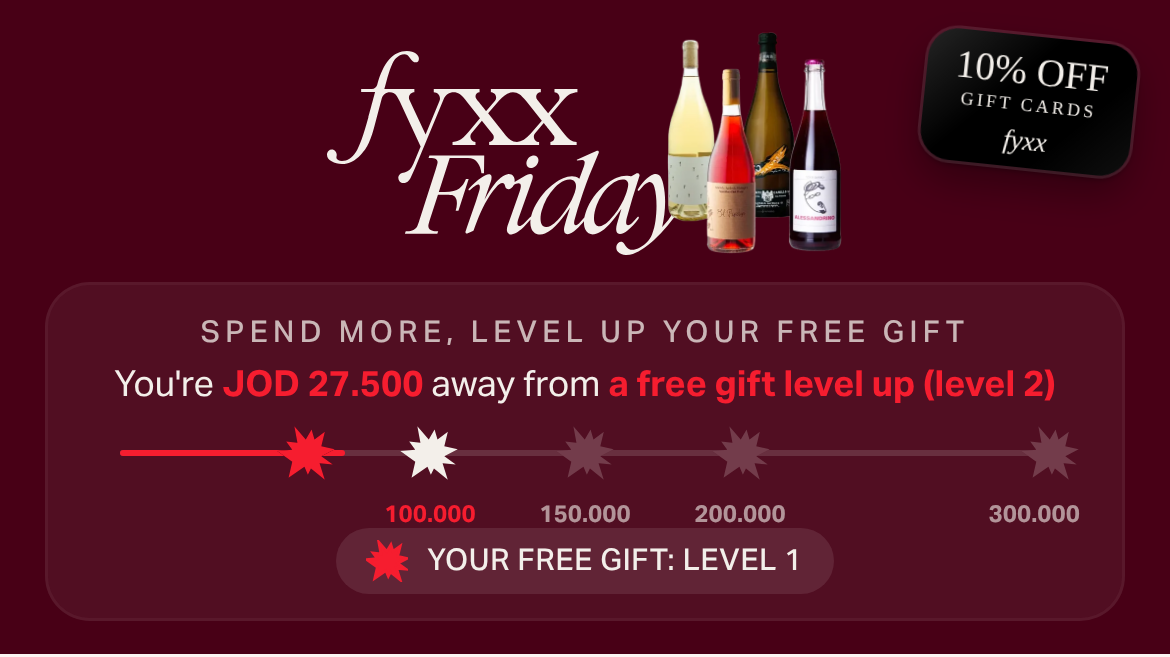 fyxx
Friday
10% OFF
GIFT CARDS
fyxx
ALESSANDRINO
SPEND MORE, LEVEL UP YOUR FREE GIFT
You're JOD 27.500 away from a free gift level up (level 2)
100.000 150.000 200.000 300.000
YOUR FREE GIFT: LEVEL 1